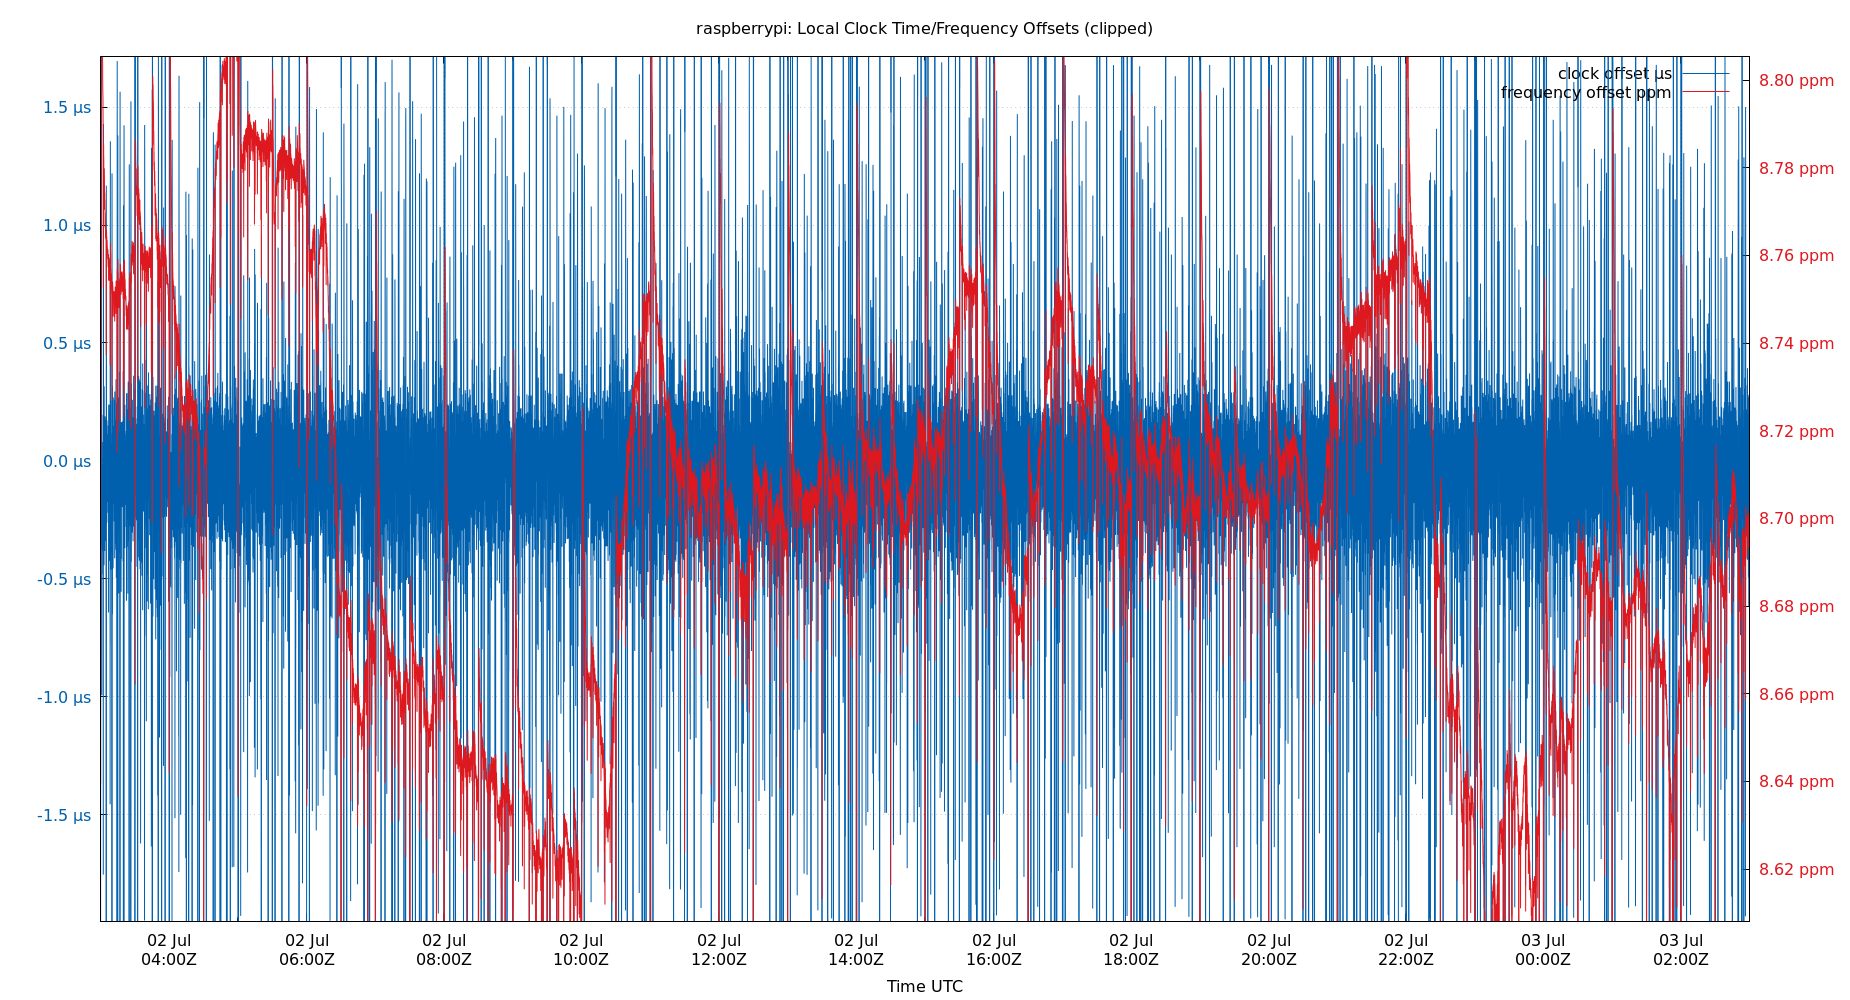 raspberrypi: Local Clock Time/Frequency Offsets (clipped)
clock offset µs
frequency offset ppm
1.5 µs
1.0 µs
0.5 µs
0.0 µs
-0.5 µs
-1.0 µs
-1.5 µs
8.80 ppm
8.78 ppm
8.76 ppm
8.74 ppm
8.72 ppm
8.70 ppm
8.68 ppm
8.66 ppm
8.64 ppm
8.62 ppm
02 Jul 02 Jul 02 Jul 02 Jul 02 Jul 02 Jul 02 Jul 02 Jul 02 Jul 02 Jul 03 Jul 03 Jul
04:00Z 06:00Z 08:00Z 10:00Z 12:00Z 14:00Z 16:00Z 18:00Z 20:00Z 22:00Z 00:00Z 02:00Z
Time UTC